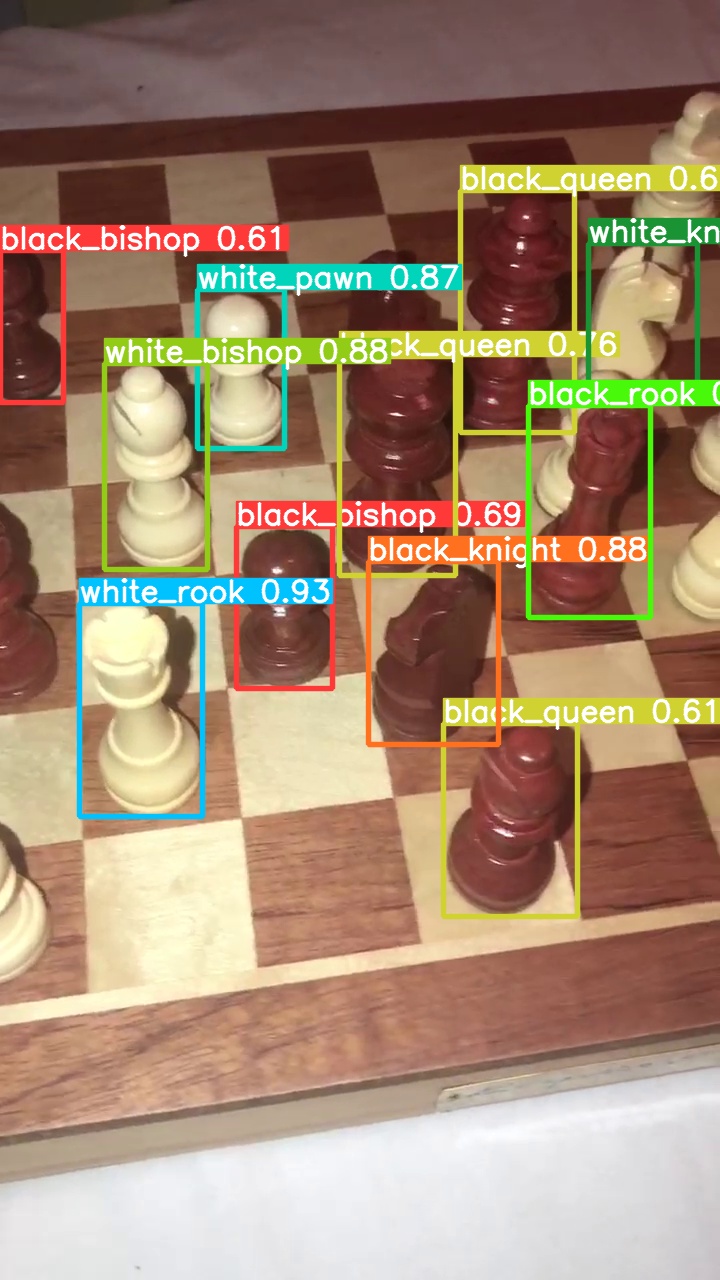 black_queen 0.6
white_kn
black_bishop 0.61
white_pawn 0.87
ck_queen 0.76
white_bishop 0.88
black_rook 0
black_bishop 0.69
black_knight 0.88
white_rook 0.93
black_queen 0.61